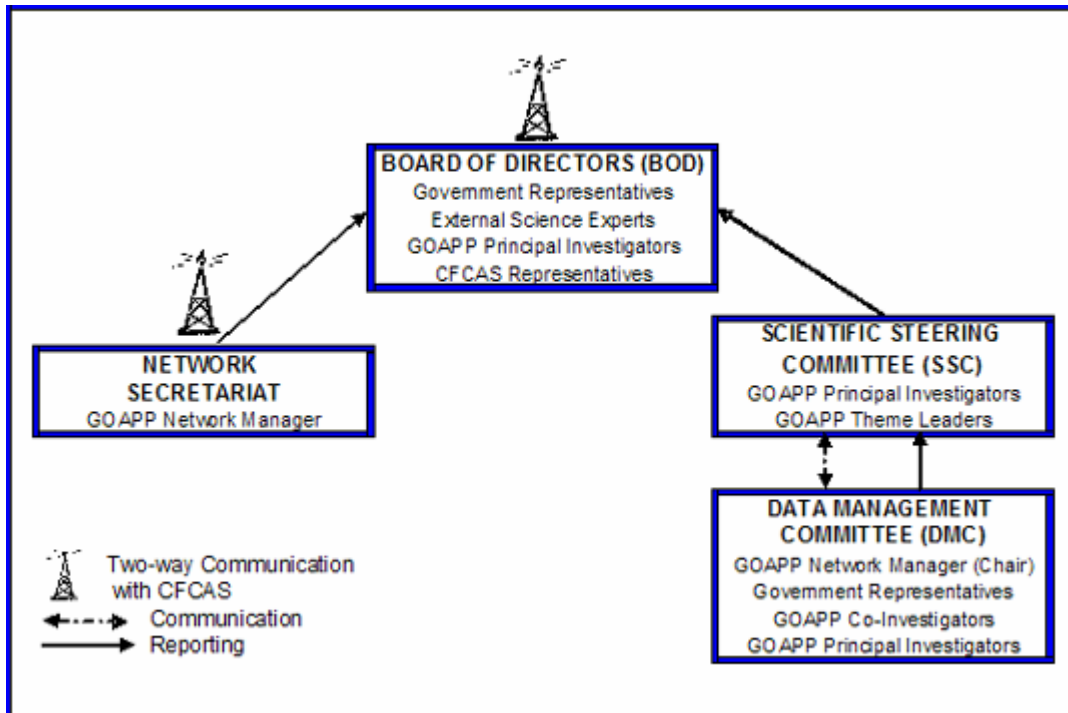 BOARD OF DIRECTORS (BOD)
Government Representatives
External Science Experts
GOAPP Principal Investigators
CFCAS Representatives
NETWORK
SECRETARIAT
GOAPP Network Manager
SCIENTIFIC STEERING
COMMITTEE (SSC)
GOAPP Principal Investigators
GOAPP Theme Leaders
DATA MANAGEMENT
COMMITTEE (DMC)
GOAPP Network Manager (Chair)
Government Representatives
GOAPP Co-Investigators
GOAPP Principal Investigators
Two-way Communication
with CFCAS
Communication
Reporting